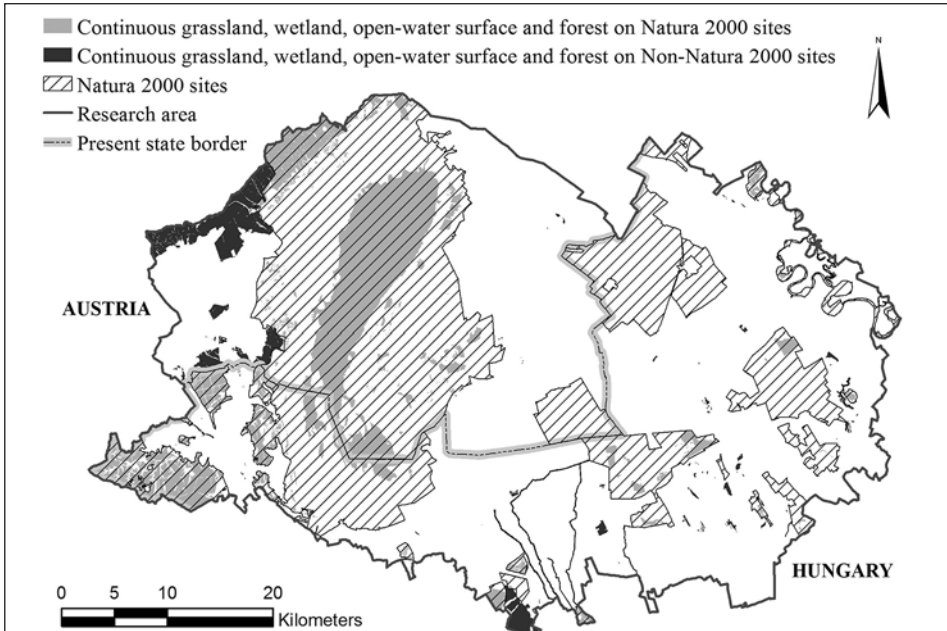 Continuous grassland, wetland, open-water surface and forest on Natura 2000 sites
Continuous grassland, wetland, open-water surface and forest on Non-Natura 2000 sites
Natura 2000 sites
Research area
Present state border
N
AUSTRIA
HUNGARY
0 5 10 20
Kilometers